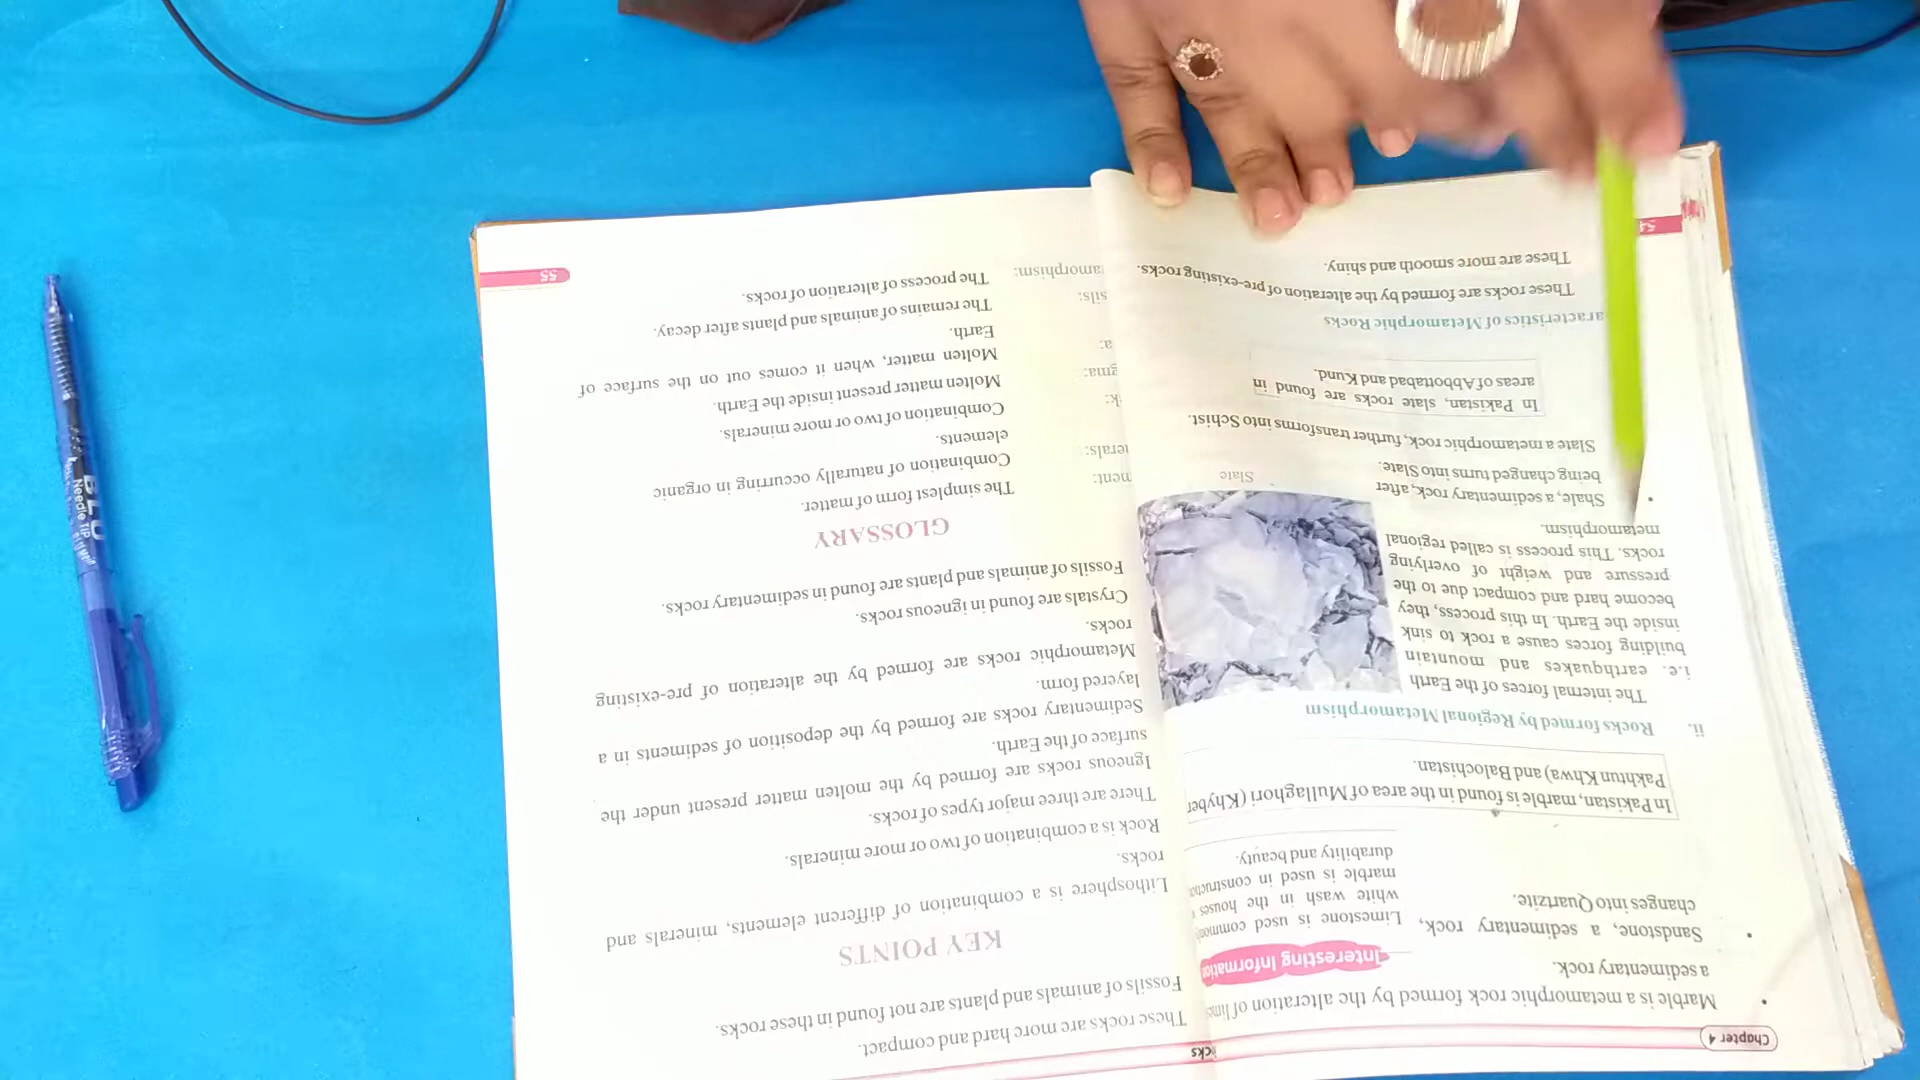 Chapter 4
Marble is a metamorphic rock formed by the alteration of
a sedimentary rock.
Sandstone, a sedimentary rock,
changes into Quartzite.
Interesting Information
Limestone is used
white wash in the houses
marble is used in
durability and beauty.
In Pakistan, marble is found in the area of Mullaghori (Khyber
Pakhtun Khwa) and Balochistan.
ii. Rocks formed by Regional Metamorphism
The internal forces of the Earth
i.e. earthquakes and mountain
building forces cause a rock to sink
inside the Earth. In this process, they
become hard and compact due to the
pressure and weight of overlying
rocks. This process is called regional
metamorphism.
Shale, a sedimentary rock, after
being changed turns into Slate.
Slate
Slate a metamorphic rock, further transforms into Schist.
In Pakistan, slate rocks are found in
areas of Abbottabad and Kund.
aracteristics of Metamorphic Rocks
These rocks are formed by the alteration of pre-existing rocks.
These are more smooth and shiny.
54
cks
These rocks are more hard and compact.
Fossils of animals and plants are not found in these rocks.
KEY POINTS
Lithosphere is a combination of different elements, minerals and
rocks.
Rock is a combination of two or more minerals.
There are three major types of rocks.
Igneous rocks are formed by the molten matter present under the
surface of the Earth.
Sedimentary rocks are formed by the deposition of sediments in a
layered form.
Metamorphic rocks are formed by the alteration of pre-existing
rocks.
Crystals are found in igneous rocks.
Fossils of animals and plants are found in sedimentary rocks.
GLOSSARY
ment: The simplest form of matter.
erals: Combination of naturally occurring in organic
elements.
k: Combination of two or more minerals.
gma: Molten matter present inside the Earth.
a: Molten matter, when it comes out on the surface of
Earth.
sils: The remains of animals and plants after decay.
amorphism: The process of alteration of rocks.
55
BLU
Needle TIP